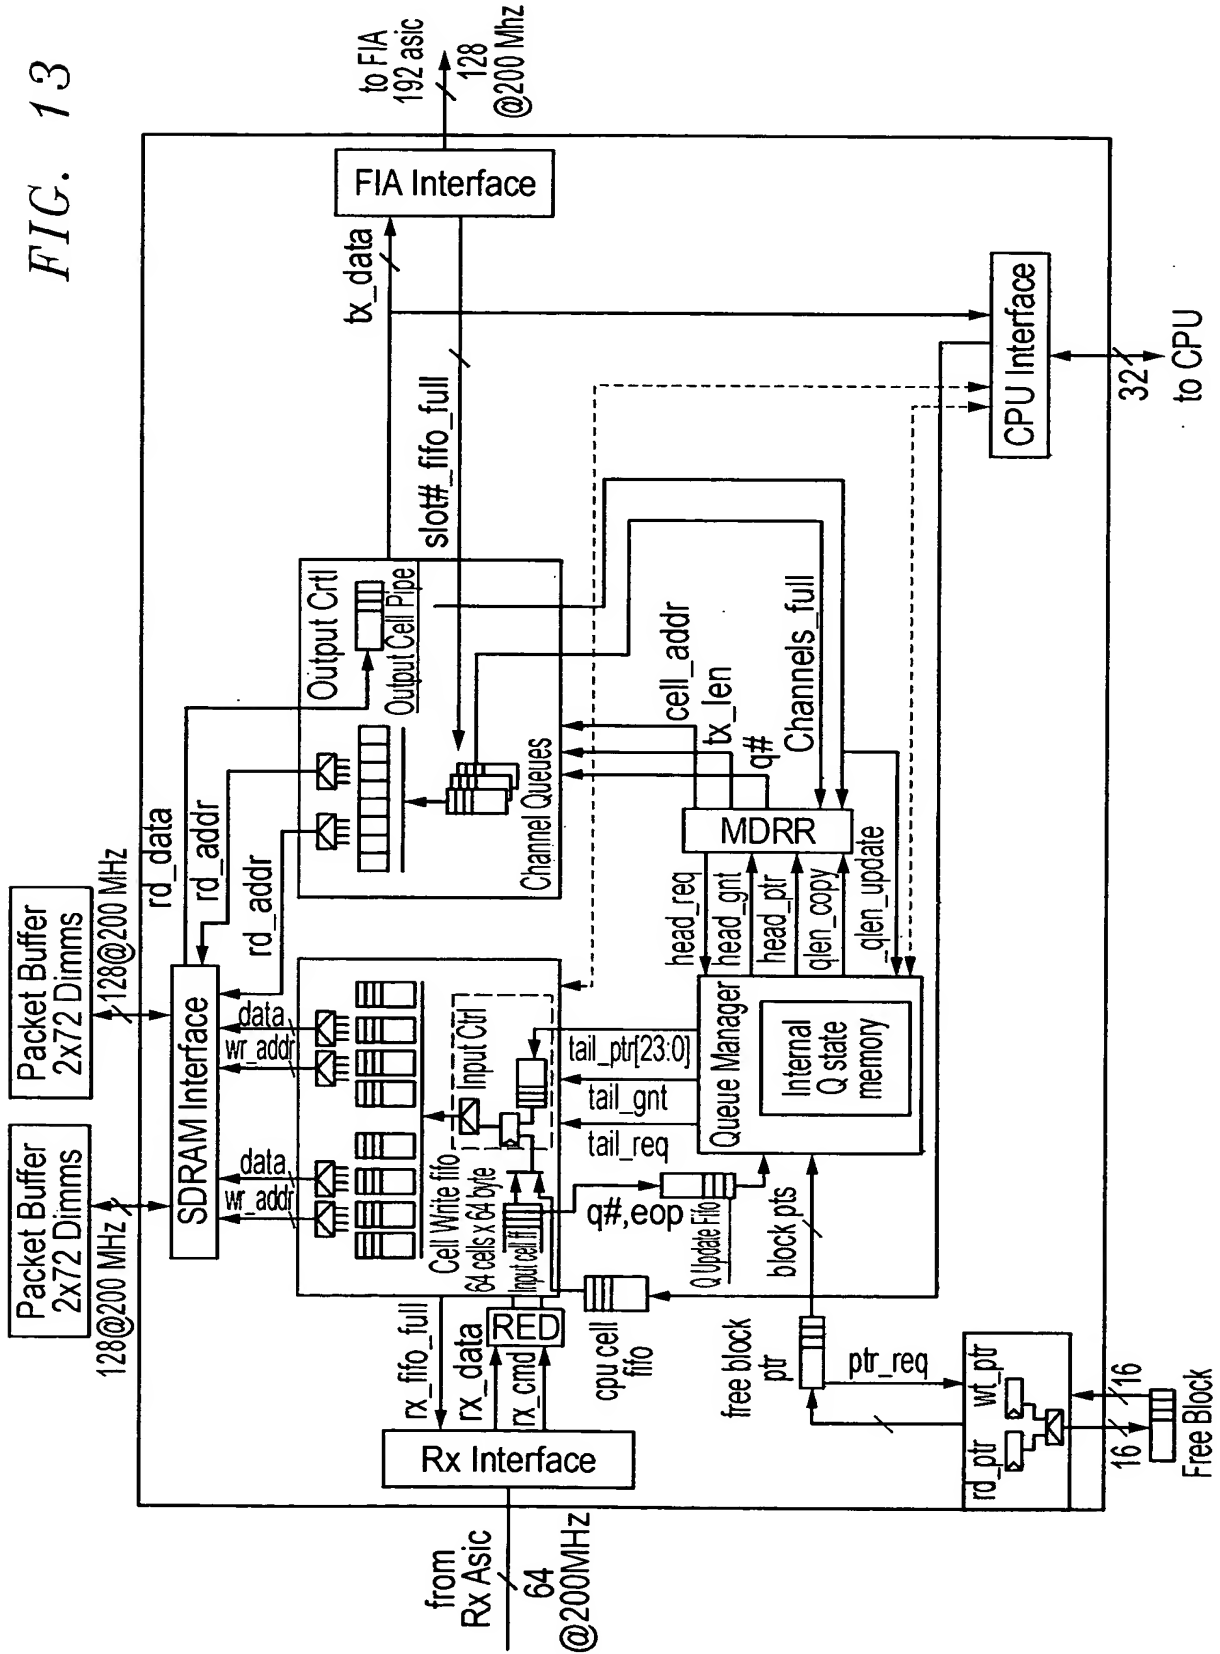 FIG. 13
Packet Buffer
2x72 Dimms
Packet Buffer
2x72 Dimms
128@200 MHz
128@200 MHz
SDRAM Interface
rd_data
rd_addr
rd_addr
wr_addr
data
wr_addr
data
Output Crtl
Output Cell Pipe
Channel Queues
tx_data
slot#_fifo_full
FIA Interface
to FIA
192 asic
128
@200 Mhz
Cell Write fifo
64 cells x 64 byte
Input cell ff
Input Ctrl
rx_fifo_full
rx_data
rx_cmd
RED
Rx Interface
from
Rx Asic
64
@200MHz
cpu cell
fifo
q#,eop
Q Update Fifo
tail_req
tail_gnt
tail_ptr[23:0]
Queue Manager
Internal
Q state
memory
head_req
head_gnt
head_ptr
qlen_copy
qlen_update
MDRR
cell_addr
tx_len
q#
Channels_full
CPU Interface
32
to CPU
block pts
free block
ptr
ptr_req
rd_ptr
wt_ptr
16
16
Free Block